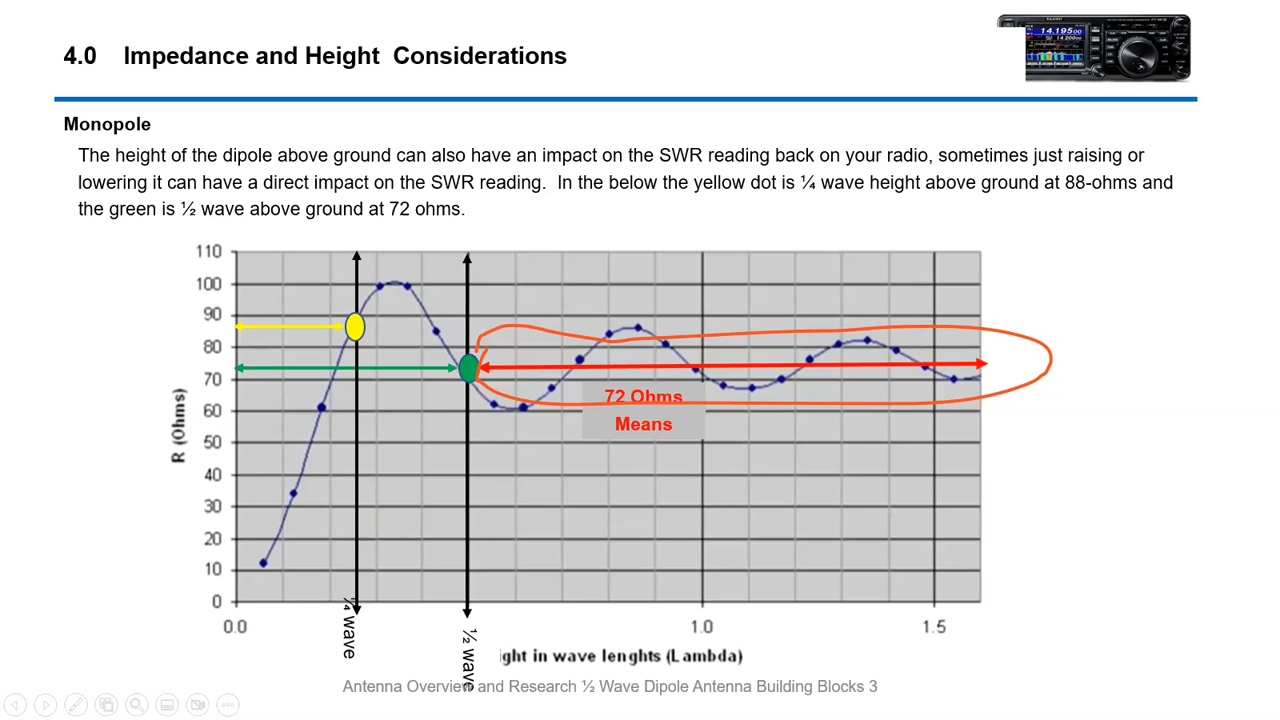 4.0 Impedance and Height Considerations
14.195.00
14.200.00
Monopole
The height of the dipole above ground can also have an impact on the SWR reading back on your radio, sometimes just raising or
lowering it can have a direct impact on the SWR reading. In the below the yellow dot is ¼ wave height above ground at 88-ohms and
the green is ½ wave above ground at 72 ohms.
110
100
90
80
70
60
50
40
30
20
10
0
R (Ohms)
72 Ohms
Means
0.0
1.0
1.5
¼ wave
½ wave
ight in wave lenghts (Lambda)
Antenna Overview and Research ½ Wave Dipole Antenna Building Blocks 3